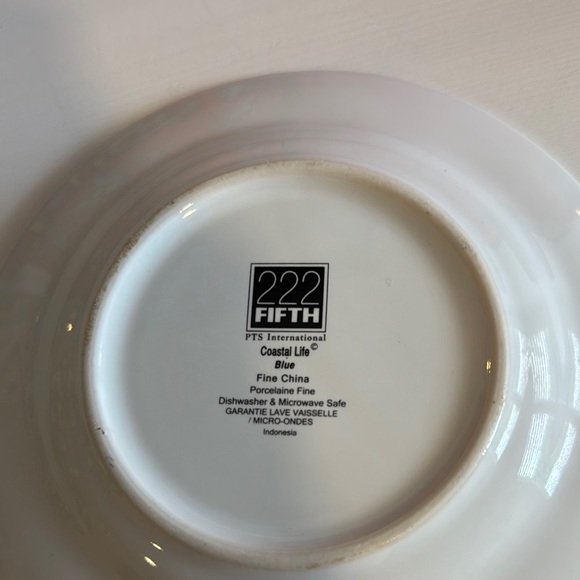 222
FIFTH
PTS International
Coastal Life©
Blue
Fine China
Porcelaine Fine
Dishwasher & Microwave Safe
GARANTIE LAVE VAISSELLE
/ MICRO-ONDES
Indonesia